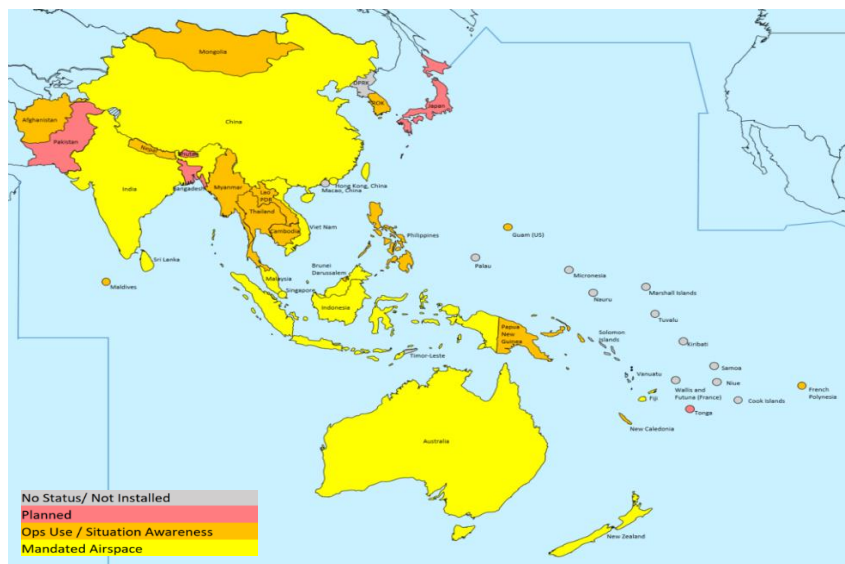 Mongolia
DPRK
ROK
Japan
Afghanistan
Pakistan
China
Nepal
Bhutan
India
Bangadesh
Myanmar
Lao
PDR
Hong Kong, China
Macao, China
Thailand
Cambodia
Viet Nam
Philippines
Guam (US)
Sri Lanka
Palau
Maldives
Brunei
Darussalem
Malaysia
Singapore
Micronesia
Nauru
Marshall Islands
Indonesia
Tuvalu
Papua
New
Guinea
Solomon
islands
Kiribati
Timor-Leste
Samoa
Vanuatu
Wallis and
Futuna (France)
Niue
French
Polynesia
Fiji
Cook Islands
Tonga
New Caledonia
Australia
New Zealand
No Status/ Not Installed
Planned
Ops Use / Situation Awareness
Mandated Airspace